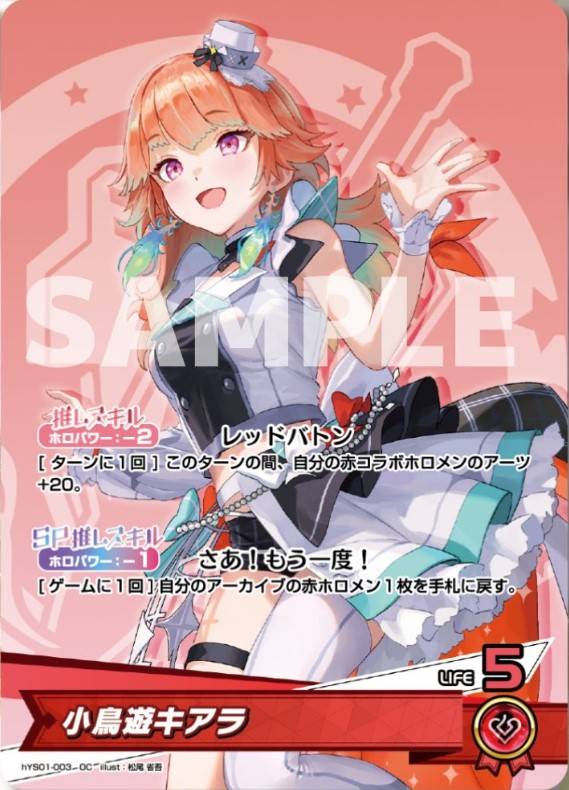 SAMPLE
推しスキル
ホロパワー：－2
レッドバトン
[ ターンに１回 ] このターンの間、自分の赤コラボホロメンのアーツ
+20。
SP推しスキル
ホロパワー：－1
さあ！もう一度！
[ ゲームに１回 ] 自分のアーカイブの赤ホロメン１枚を手札に戻す。
LIFE 5
小鳥遊キアラ
hYS01-003 OC illust：松尾 省吾